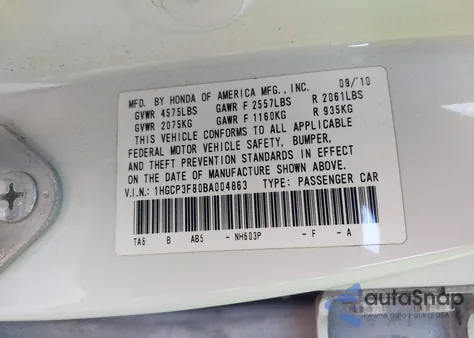 MFD. BY HONDA OF AMERICA MFG., INC. 09/10
GVWR 4575LBS GAWR F 2557LBS R 2061LBS
GVWR 2075KG GAWR F 1160KG R 935KG
THIS VEHICLE CONFORMS TO ALL APPLICABLE
FEDERAL MOTOR VEHICLE SAFETY, BUMPER,
AND THEFT PREVENTION STANDARDS IN EFFECT
ON THE DATE OF MANUFACTURE SHOWN ABOVE.
V.I.N.: 1HGCP3F80BA004863 TYPE: PASSENGER CAR
TA6 B AB5 -NH603P -F -A
autoSnap